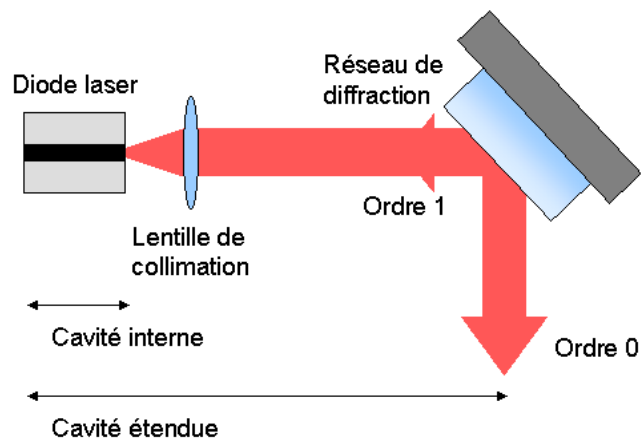 Diode laser
Réseau de
diffraction
Ordre 1
Lentille de
collimation
Cavité interne
Ordre 0
Cavité étendue